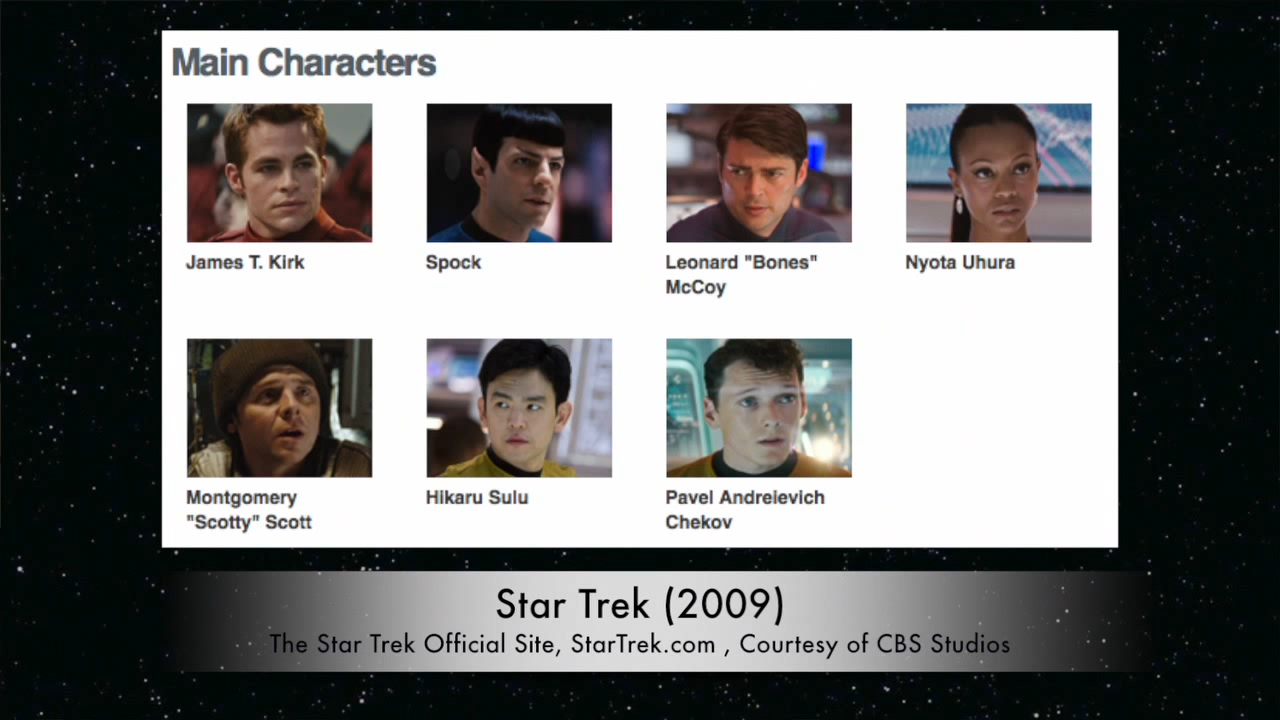 Main Characters
James T. Kirk
Spock
Leonard "Bones"
McCoy
Nyota Uhura
Montgomery
"Scotty" Scott
Hikaru Sulu
Pavel Andreievich
Chekov
Star Trek (2009)
The Star Trek Official Site, StarTrek.com , Courtesy of CBS Studios